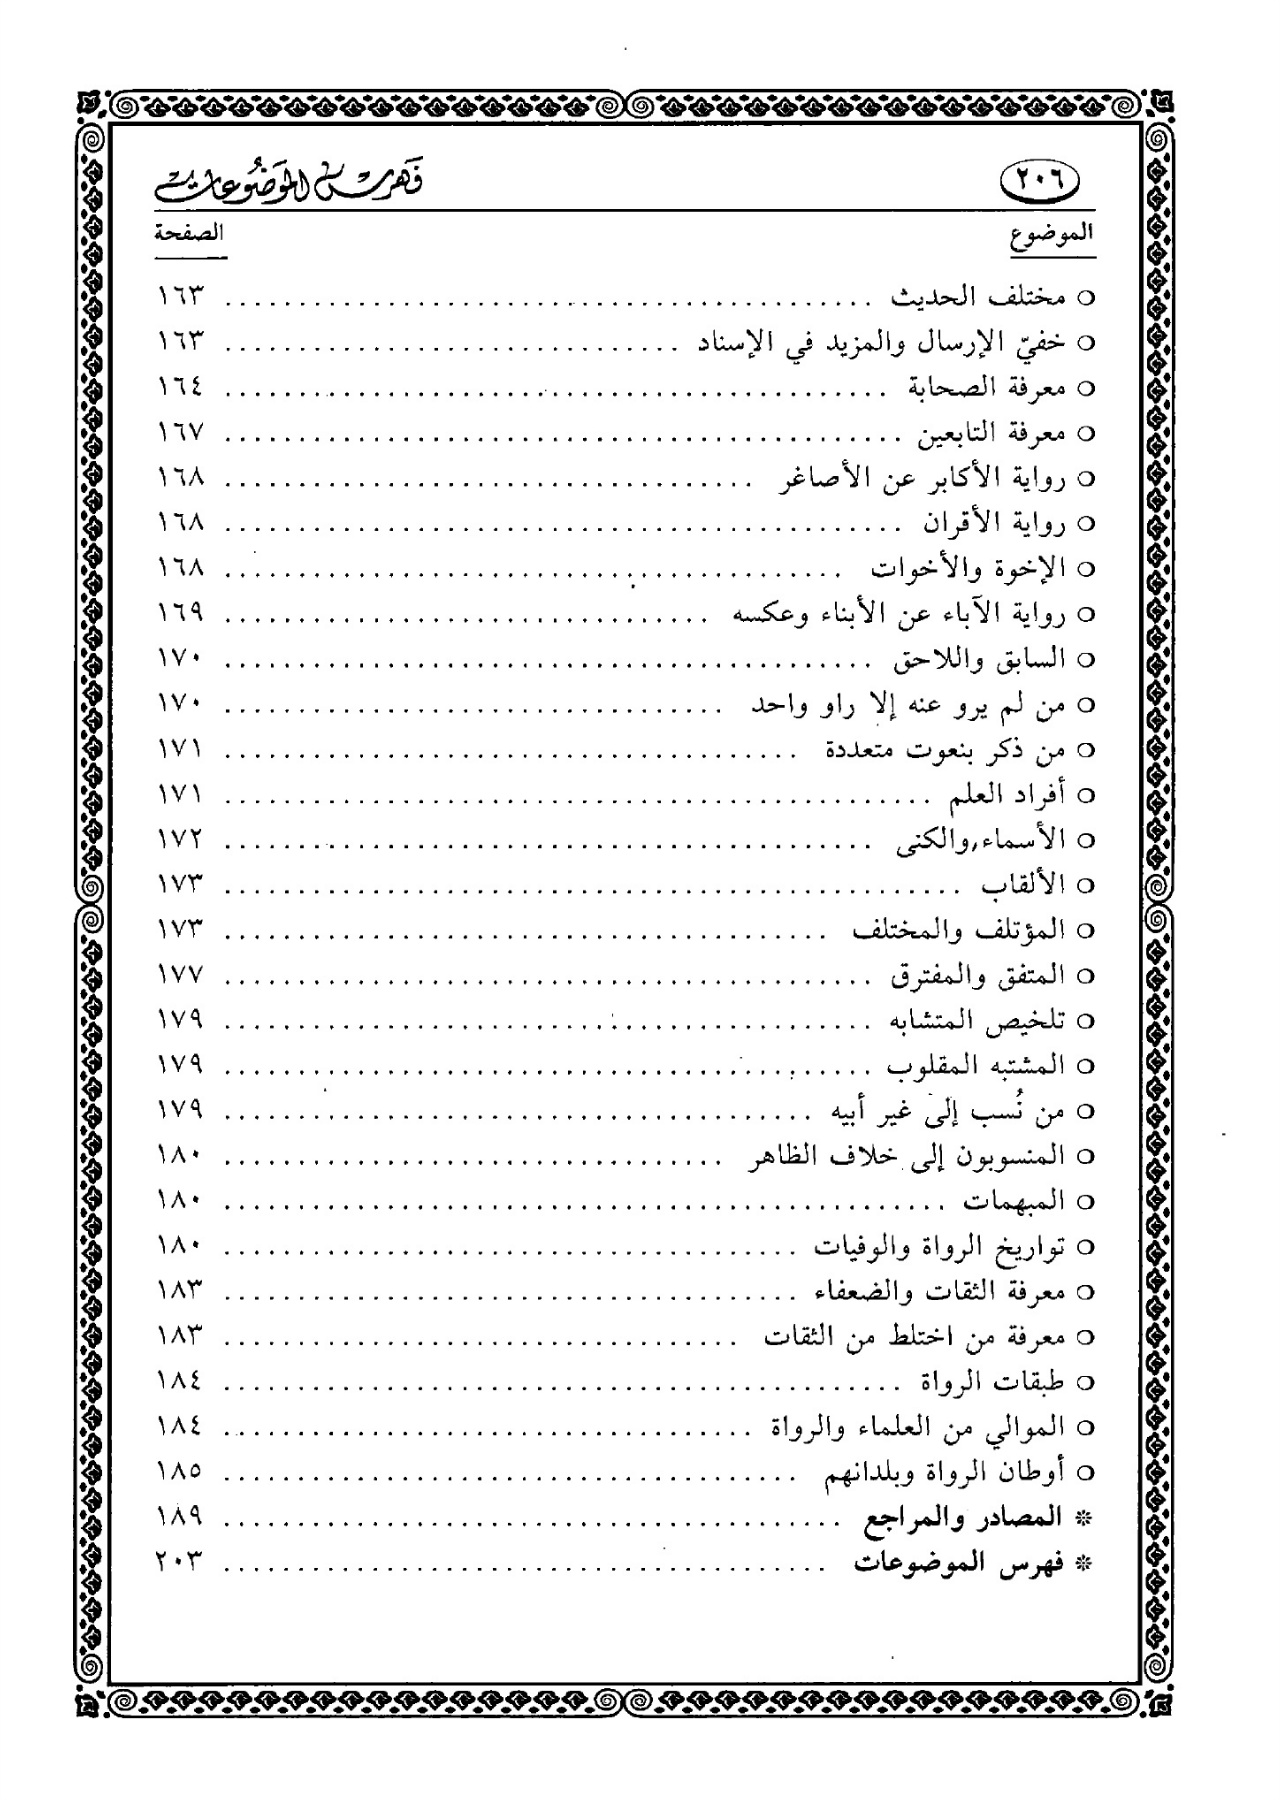 ٢٠٦ فهرس الموضوعات
الموضوع الصفحة
○ مختلف الحديث ............ ١٦٣
○ خفيّ الإرسال والمزيد في الإسناد ............ ١٦٣
○ معرفة الصحابة ............ ١٦٤
○ معرفة التابعين ............ ١٦٧
○ رواية الأكابر عن الأصاغر ............ ١٦٨
○ رواية الأقران ............ ١٦٨
○ الإخوة والأخوات ............ ١٦٨
○ رواية الآباء عن الأبناء وعكسه ............ ١٦٩
○ السابق واللاحق ............ ١٧٠
○ من لم يرو عنه إلا راو واحد ............ ١٧٠
○ من ذكر بنعوت متعددة ............ ١٧١
○ أفراد العلم ............ ١٧١
○ الأسماء والكنى ............ ١٧٢
○ الألقاب ............ ١٧٣
○ المؤتلف والمختلف ............ ١٧٣
○ المتفق والمفترق ............ ١٧٧
○ تلخيص المتشابه ............ ١٧٩
○ المشتبه المقلوب ............ ١٧٩
○ من نُسب إلى غير أبيه ............ ١٧٩
○ المنسوبون إلى خلاف الظاهر ............ ١٨٠
○ المبهمات ............ ١٨٠
○ تواريخ الرواة والوفيات ............ ١٨٠
○ معرفة الثقات والضعفاء ............ ١٨٣
○ معرفة من اختلط من الثقات ............ ١٨٣
○ طبقات الرواة ............ ١٨٤
○ الموالي من العلماء والرواة ............ ١٨٤
○ أوطان الرواة وبلدانهم ............ ١٨٥
* المصادر والمراجع ............ ١٨٩
* فهرس الموضوعات ............ ٢٠٣